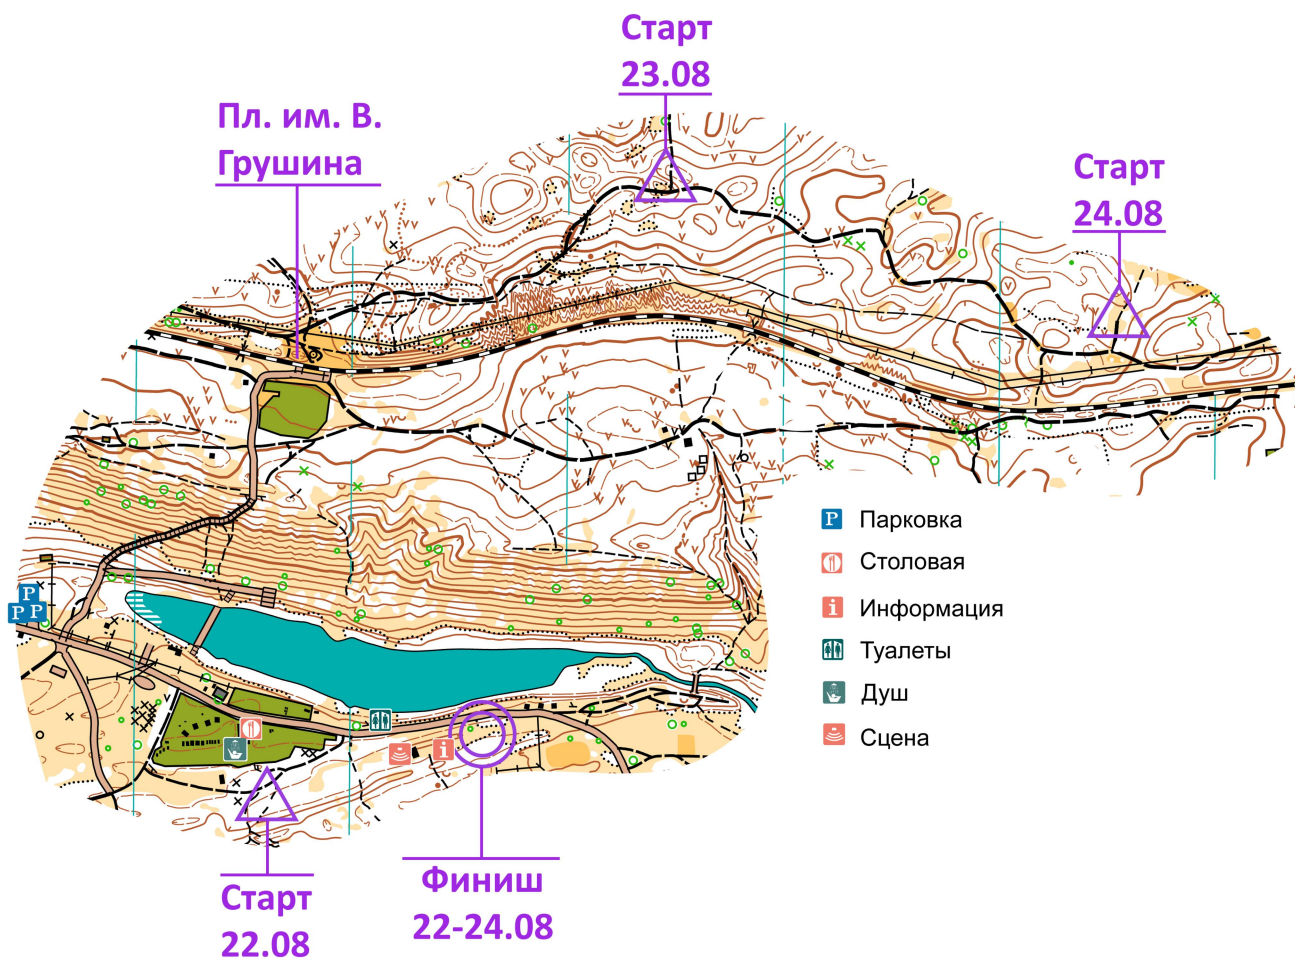 Старт
23.08
Пл. им. В.
Грушина
Старт
24.08
P Парковка
Столовая
i Информация
Туалеты
Душ
Сцена
P
P P
i
Старт
22.08
Финиш
22-24.08